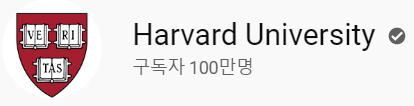 VE RI
TAS
Harvard University
구독자 100만명